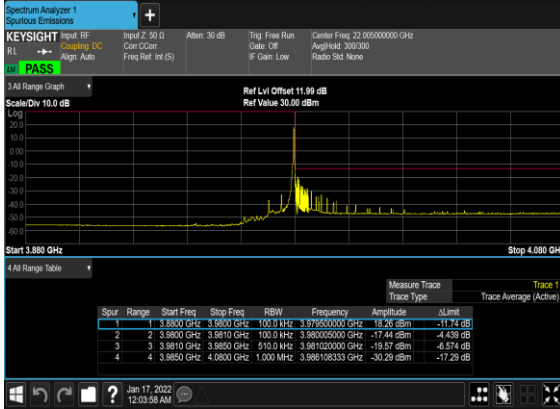 Spectrum Analyzer 1
Spurious Emissions
+
KEYSIGHT Input: RF Input Z: 50 Ω Atten: 30 dB Trig: Free Run Center Freq: 22.005000000 GHz
RL Coupling: DC Corr CCorr Gate: Off Avg|Hold: 300/300
Align: Auto Freq Ref: Int (S) IF Gain: Low Radio Std: None
PASS
3 All Range Graph
Ref Lvl Offset 11.99 dB
Scale/Div 10.0 dB Ref Value 30.00 dBm
Log
20.0
10.0
0.00
-10.0
-20.0
-30.0
-40.0
-50.0
-60.0
Start 3.880 GHz Stop 4.080 GH
4 All Range Table
Measure Trace Trace 1
Trace Type Trace Average (Active)
Spur Range Start Freq Stop Freq RBW Frequency Amplitude ΔLimit
1 1 3.8800 GHz 3.9800 GHz 100.0 kHz 3.979500000 GHz 18.26 dBm -11.74 dB
2 2 3.9800 GHz 3.9810 GHz 100.0 kHz 3.980005000 GHz -17.44 dBm -4.439 dB
3 3 3.9810 GHz 3.9850 GHz 510.0 kHz 3.981020000 GHz -19.57 dBm -6.574 dB
4 4 3.9850 GHz 4.0800 GHz 1.000 MHz 3.986108333 GHz -30.29 dBm -17.29 dB
? Jan 17, 2022
12:03:58 AM